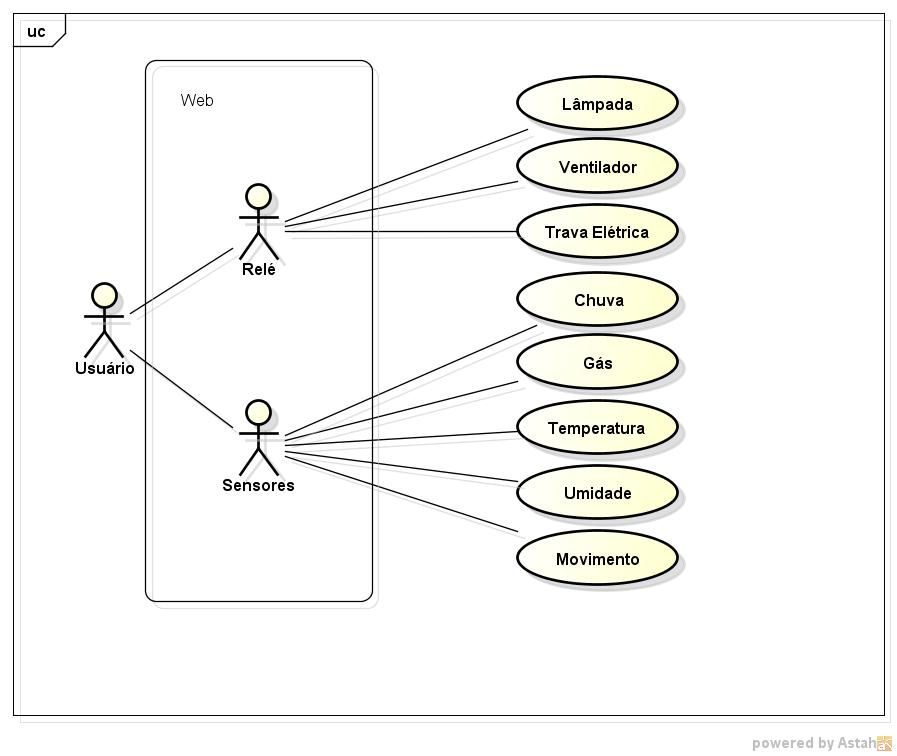 uc
Web
Lâmpada
Ventilador
Trava Elétrica
Relé
Chuva
Usuário
Gás
Temperatura
Sensores
Umidade
Movimento
powered by Astah